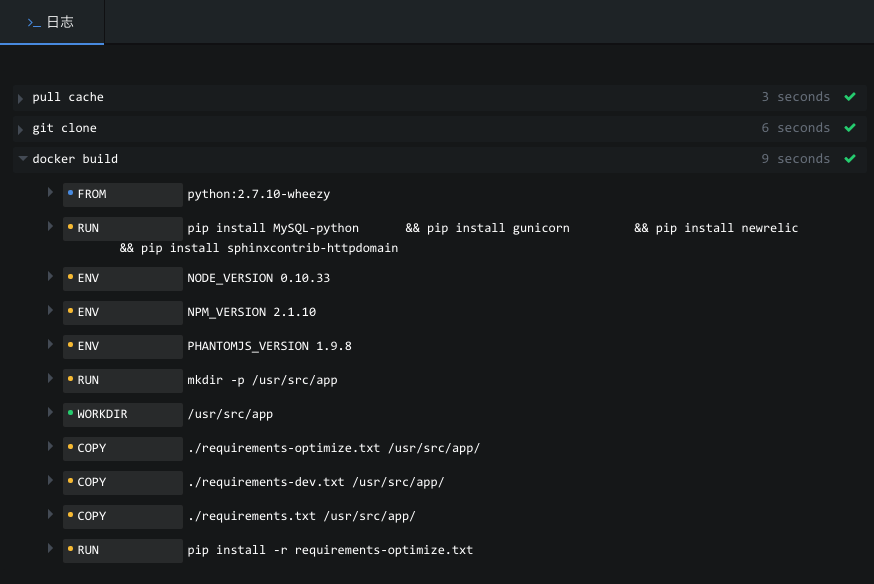 >_ 日志
pull cache 3 seconds
git clone 6 seconds
docker build 9 seconds
FROM python:2.7.10-wheezy
RUN pip install MySQL-python && pip install gunicorn && pip install newrelic
&& pip install sphinxcontrib-httpdomain
ENV NODE_VERSION 0.10.33
ENV NPM_VERSION 2.1.10
ENV PHANTOMJS_VERSION 1.9.8
RUN mkdir -p /usr/src/app
WORKDIR /usr/src/app
COPY ./requirements-optimize.txt /usr/src/app/
COPY ./requirements-dev.txt /usr/src/app/
COPY ./requirements.txt /usr/src/app/
RUN pip install -r requirements-optimize.txt